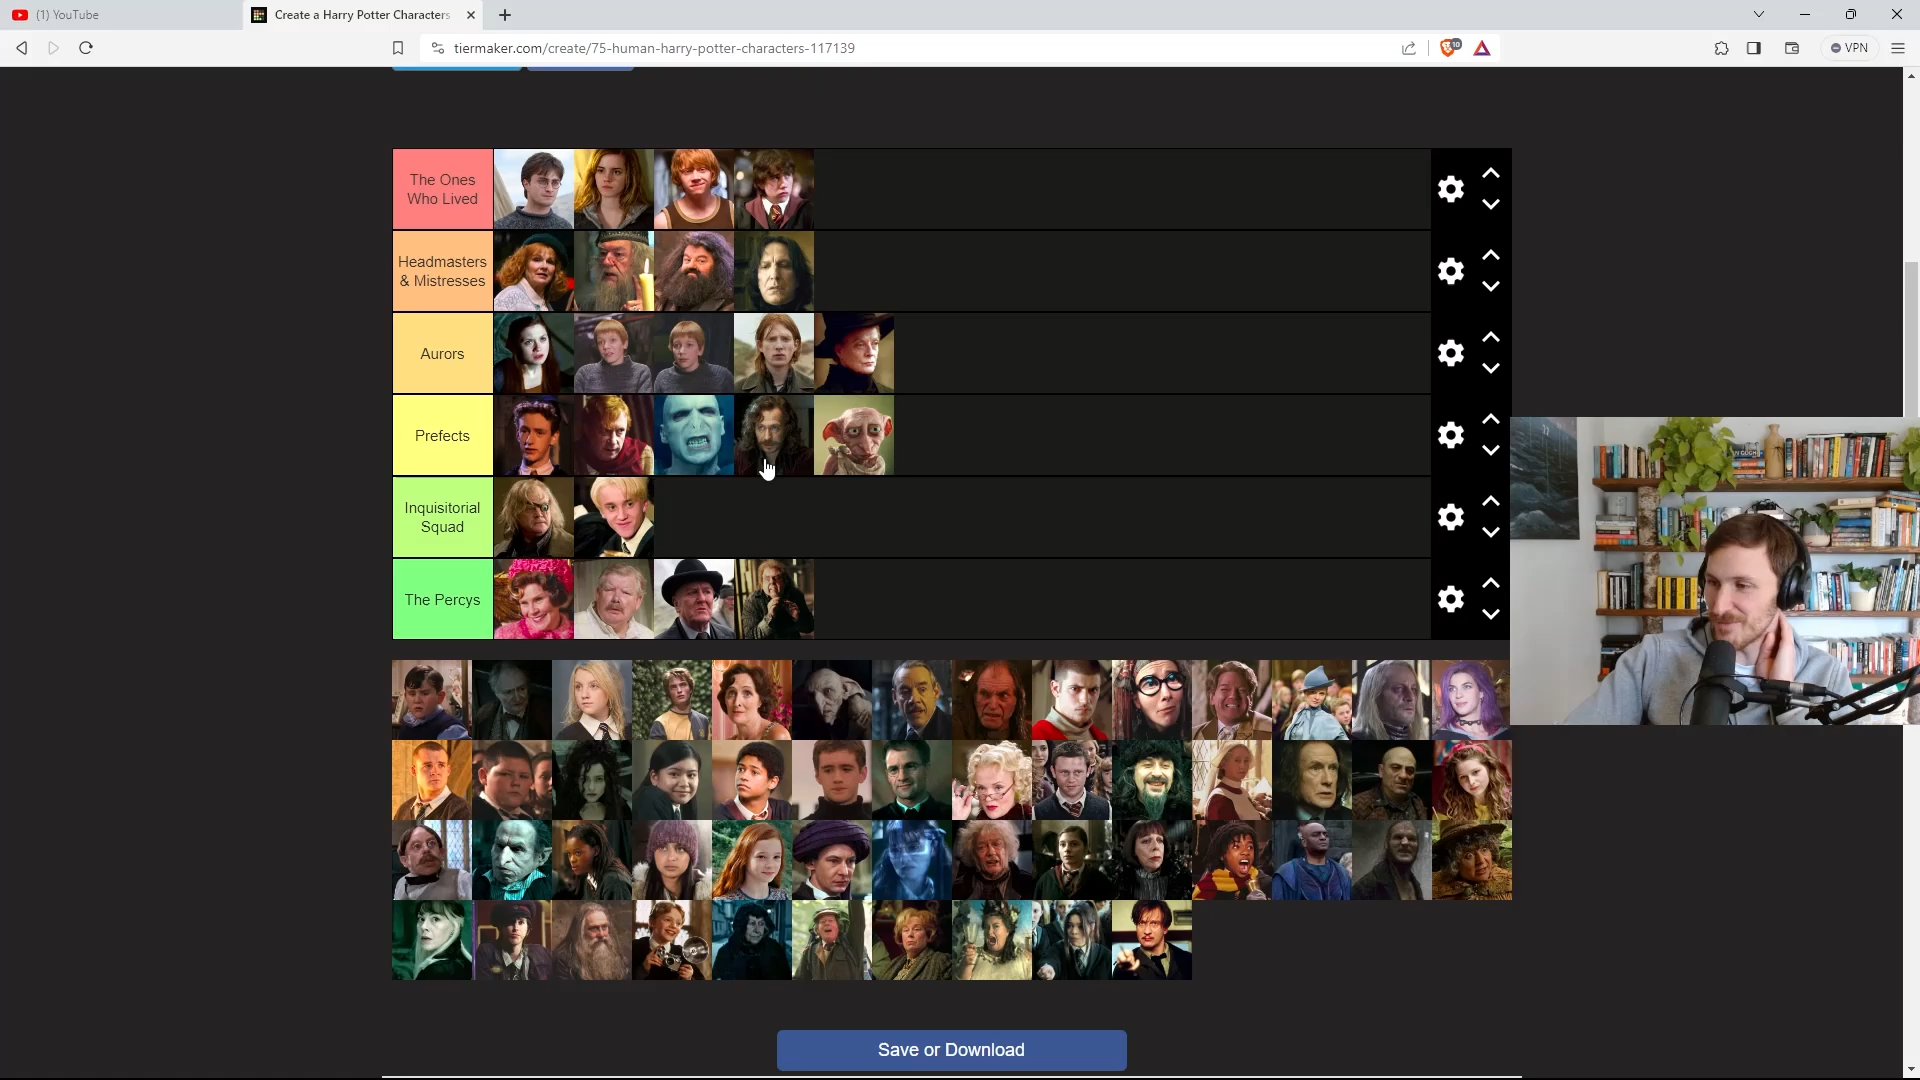 (1) YouTube
Create a Harry Potter Characters
tiermaker.com/create/75-human-harry-potter-characters-117139
10
VPN
The Ones
Who Lived
Headmasters
& Mistresses
Aurors
Prefects
Inquisitorial
Squad
The Percys
Save or Download